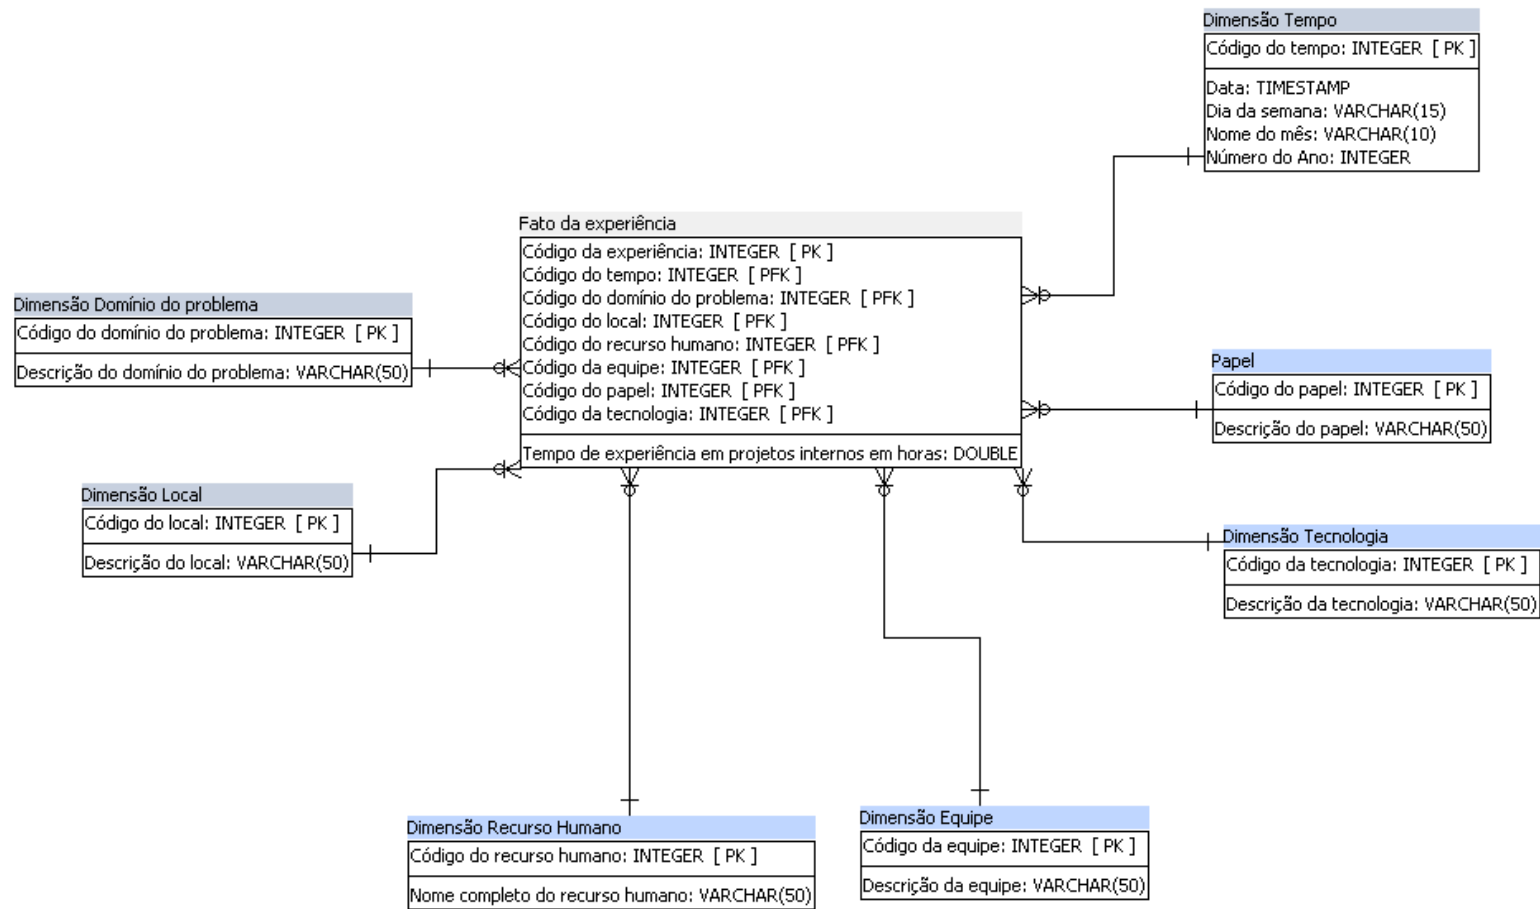 Dimensão Tempo
Código do tempo: INTEGER [ PK ]
Data: TIMESTAMP
Dia da semana: VARCHAR(15)
Nome do mês: VARCHAR(10)
Número do Ano: INTEGER
Fato da experiência
Código da experiência: INTEGER [ PK ]
Código do tempo: INTEGER [ PFK ]
Código do domínio do problema: INTEGER [ PFK ]
Código do local: INTEGER [ PFK ]
Código do recurso humano: INTEGER [ PFK ]
Código da equipe: INTEGER [ PFK ]
Código do papel: INTEGER [ PFK ]
Código da tecnologia: INTEGER [ PFK ]
Tempo de experiência em projetos internos em horas: DOUBLE
Dimensão Domínio do problema
Código do domínio do problema: INTEGER [ PK ]
Descrição do domínio do problema: VARCHAR(50)
Papel
Código do papel: INTEGER [ PK ]
Descrição do papel: VARCHAR(50)
Dimensão Local
Código do local: INTEGER [ PK ]
Descrição do local: VARCHAR(50)
Dimensão Tecnologia
Código da tecnologia: INTEGER [ PK ]
Descrição da tecnologia: VARCHAR(50)
Dimensão Recurso Humano
Código do recurso humano: INTEGER [ PK ]
Nome completo do recurso humano: VARCHAR(50)
Dimensão Equipe
Código da equipe: INTEGER [ PK ]
Descrição da equipe: VARCHAR(50)